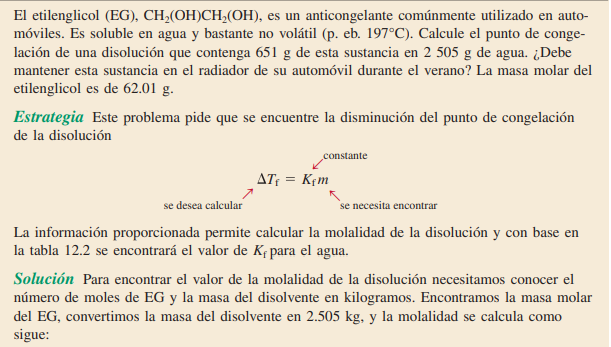 El etilenglicol (EG), CH₂(OH)CH₂(OH), es un anticongelante comúnmente utilizado en auto-
móviles. Es soluble en agua y bastante no volátil (p. eb. 197°C). Calcule el punto de conge-
lación de una disolución que contenga 651 g de esta sustancia en 2 505 g de agua. ¿Debe
mantener esta sustancia en el radiador de su automóvil durante el verano? La masa molar del
etilenglicol es de 62.01 g.
Estrategia Este problema pide que se encuentre la disminución del punto de congelación
de la disolución
constante
ΔT_f = K_f m
se desea calcular
se necesita encontrar
La información proporcionada permite calcular la molalidad de la disolución y con base en
la tabla 12.2 se encontrará el valor de K_f para el agua.
Solución Para encontrar el valor de la molalidad de la disolución necesitamos conocer el
número de moles de EG y la masa del disolvente en kilogramos. Encontramos la masa molar
del EG, convertimos la masa del disolvente en 2.505 kg, y la molalidad se calcula como
sigue: